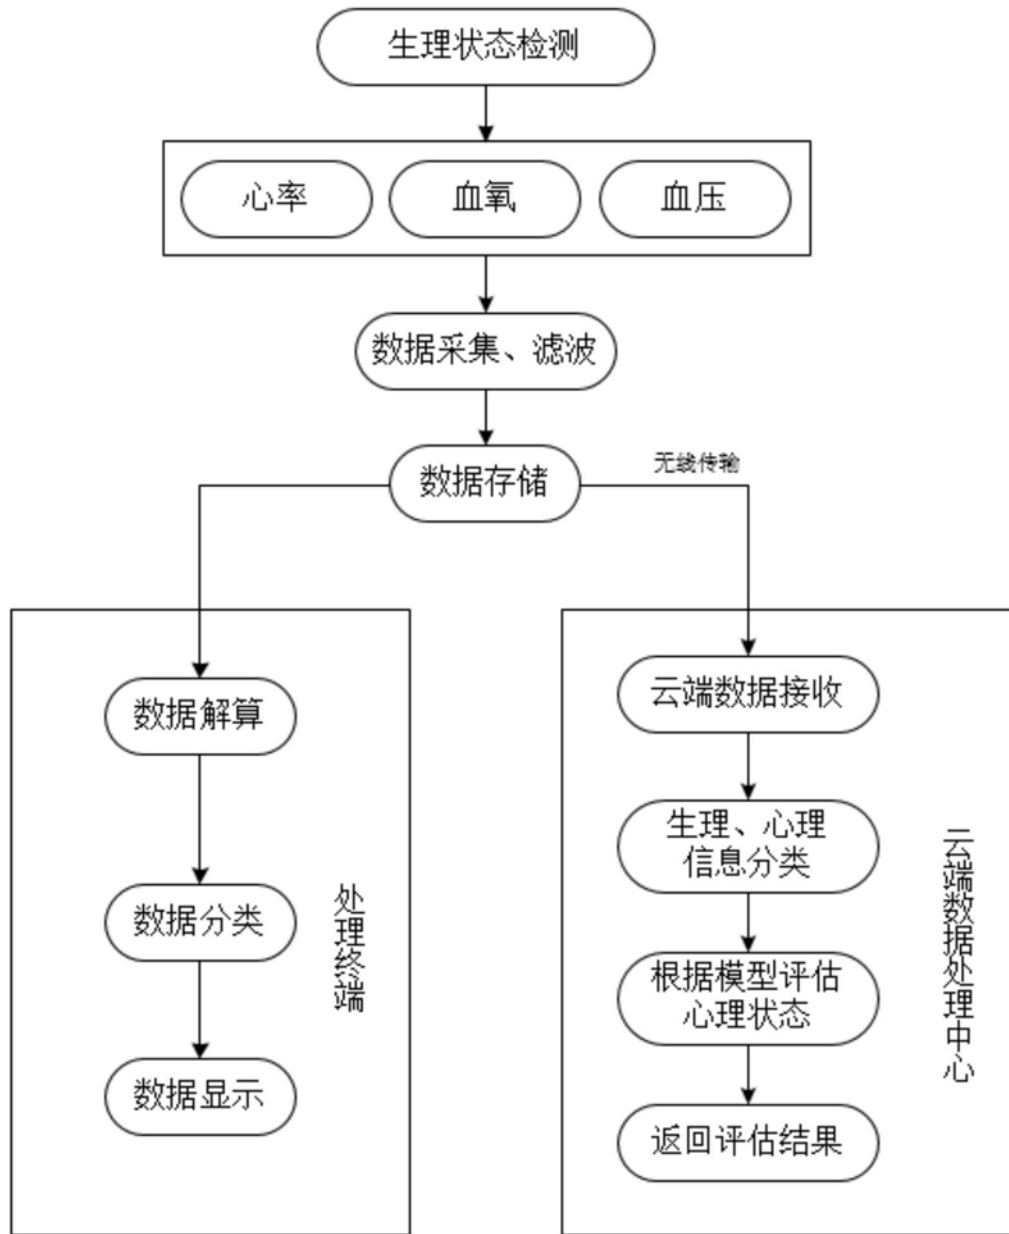 生理状态检测
心率
血氧
血压
数据采集、滤波
数据存储
无线传输
数据解算
数据分类
数据显示
处理终端
云端数据接收
生理、心理
信息分类
根据模型评估
心理状态
返回评估结果
云端数据处理中心